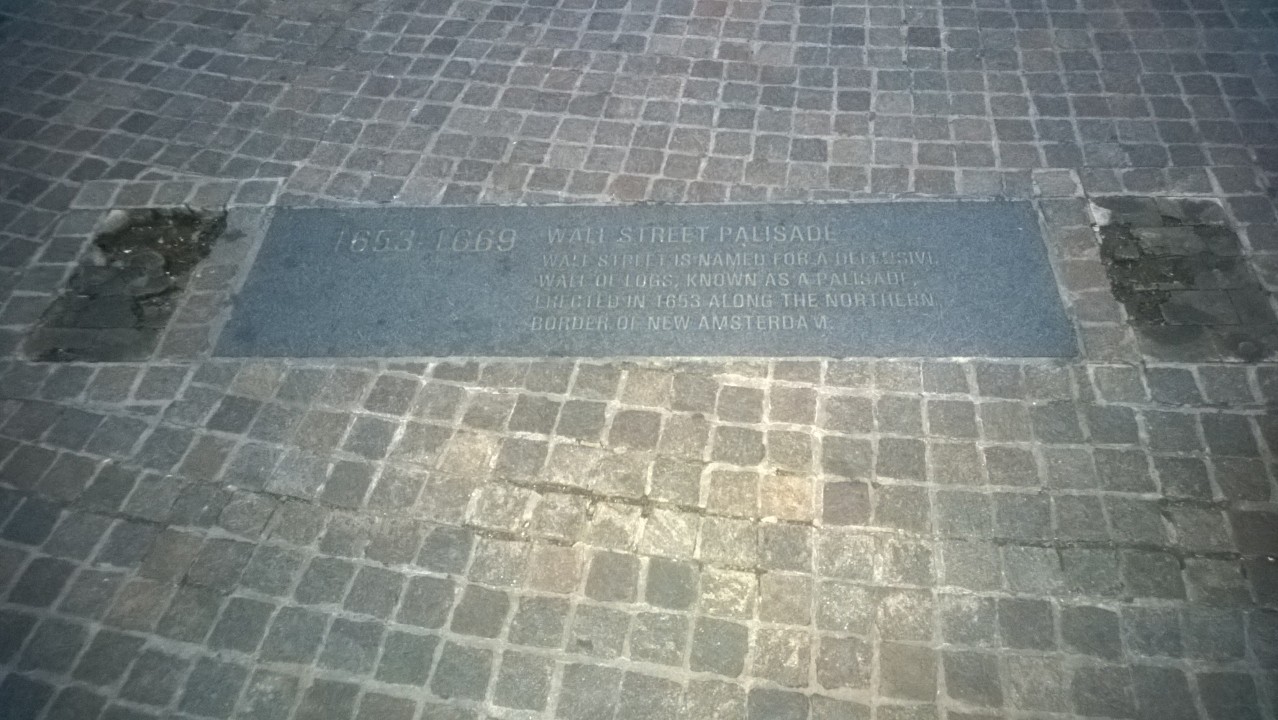 1653-1669
WALL STREET PALISADE
WALL STREET IS NAMED FOR A DEFENSIVE
WALL OF LOGS, KNOWN AS A PALISADE,
ERECTED IN 1653 ALONG THE NORTHERN
BORDER OF NEW AMSTERDAM.